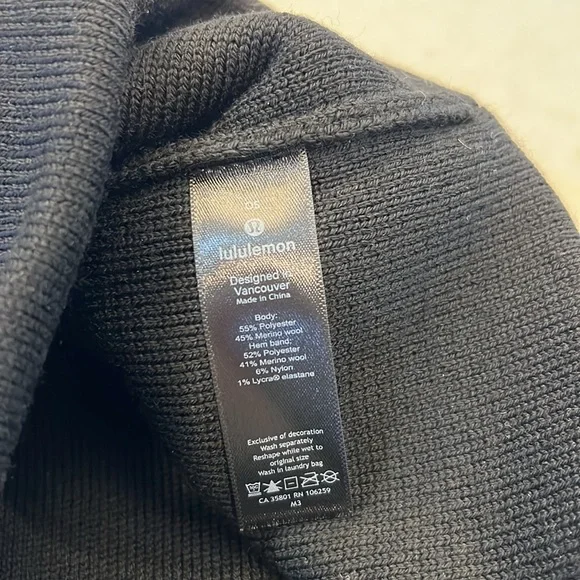 OS
lululemon
Designed in
Vancouver
Made in China
Body:
55% Polyester
45% Merino wool
Hem band:
52% Polyester
41% Merino wool
6% Nylon
1% Lycra® elastane
Exclusive of decoration
Wash separately
Reshape while wet to
original size
Wash in laundry bag
CA 35801 RN 106259
M3